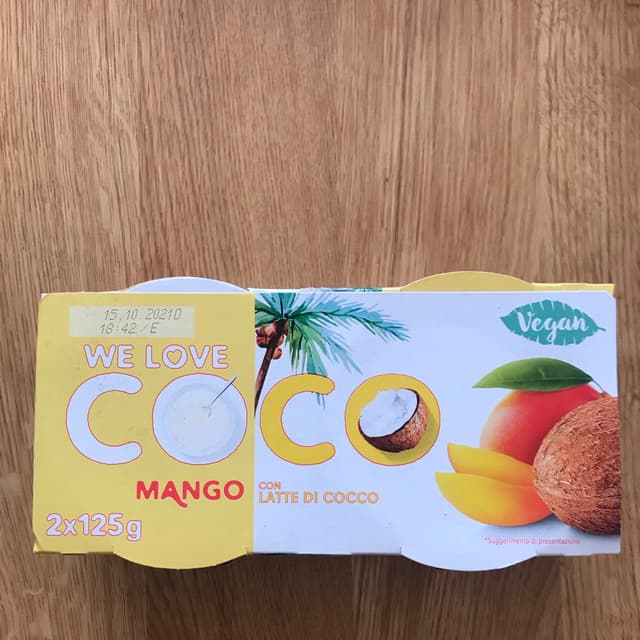 15.10.2021D
18:42/E
WE LOVE
COCO
MANGO
CON
LATTE DI COCCO
2x125g
Vegan
*Suggerimento di presentazione